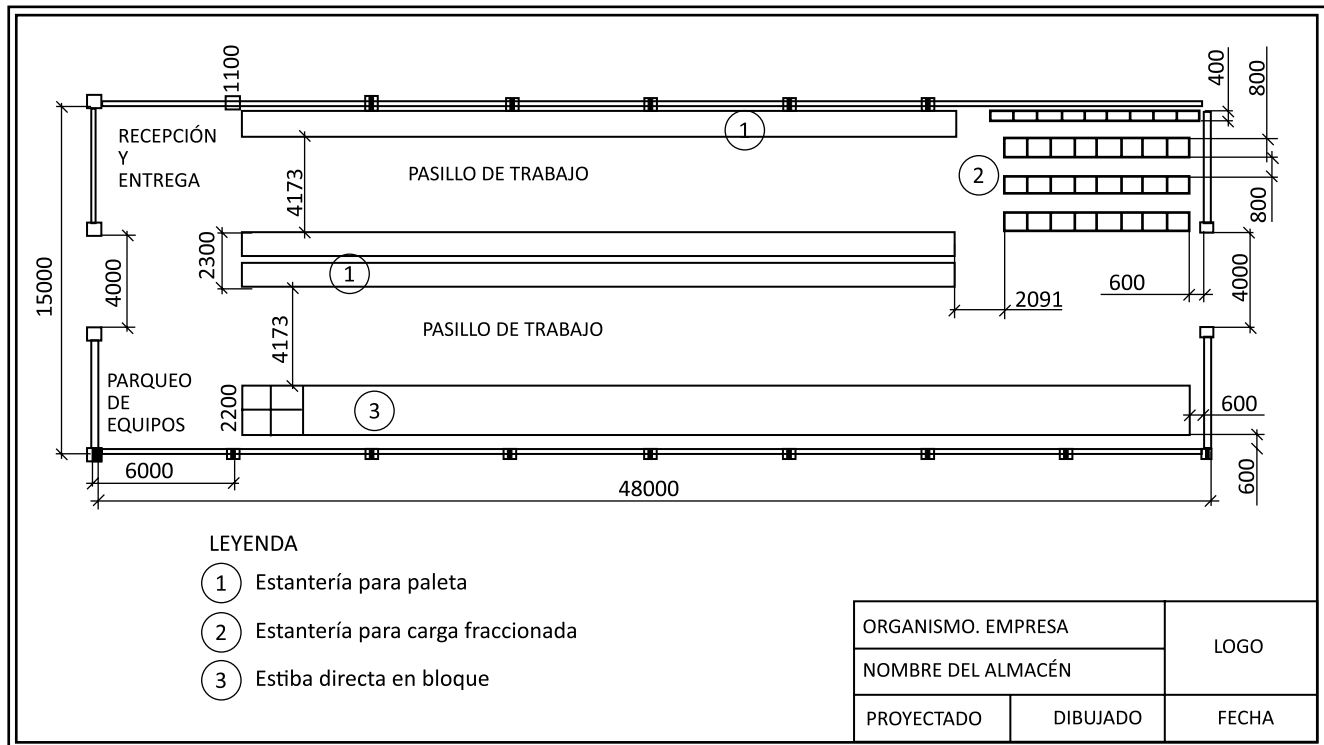 1100
400
800
RECEPCIÓN
Y
ENTREGA
1
PASILLO DE TRABAJO
2
4173
800
15000
4000
2300
1
600
4000
2091
PASILLO DE TRABAJO
4173
PARQUEO
DE
EQUIPOS
2200
3
600
6000
48000
600
LEYENDA
1 Estantería para paleta
2 Estantería para carga fraccionada
3 Estiba directa en bloque
ORGANISMO. EMPRESA
LOGO
NOMBRE DEL ALMACÉN
PROYECTADO DIBUJADO FECHA